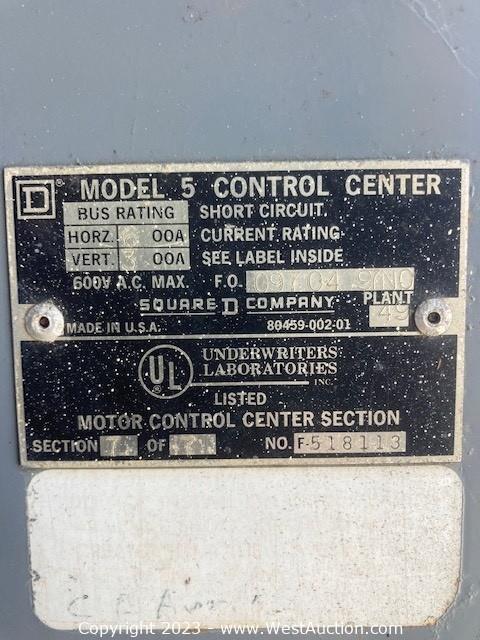 D® MODEL 5 CONTROL CENTER
BUS RATING SHORT CIRCUIT
HORZ. 00A CURRENT RATING
VERT. 00A SEE LABEL INSIDE
600V A.C. MAX. F.O.
SQUARE D COMPANY PLANT 49
MADE IN U.S.A. 80459-002-01
UL® UNDERWRITERS
LABORATORIES
INC.
LISTED
MOTOR CONTROL CENTER SECTION
SECTION OF NO. F-518113
Copyright 2023 - WestAuction.com